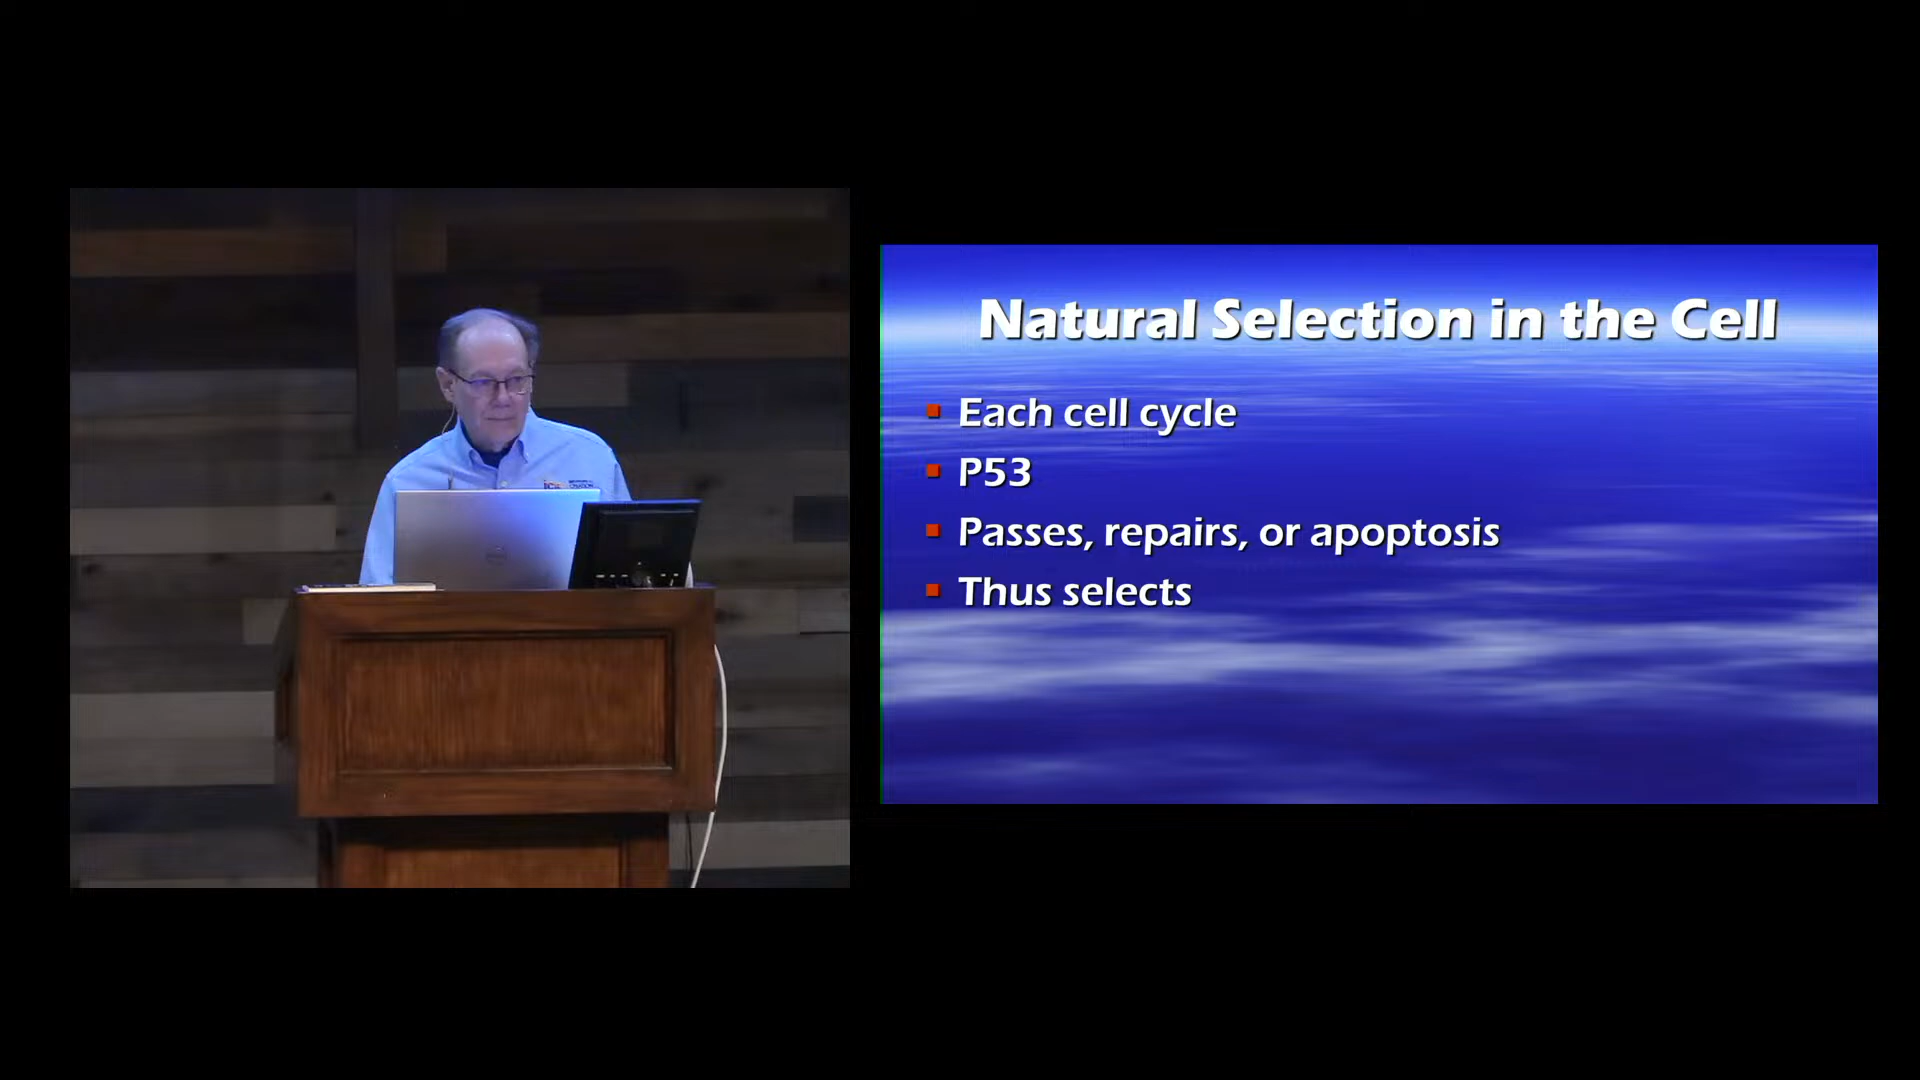 Natural Selection in the Cell
Each cell cycle
P53
Passes, repairs, or apoptosis
Thus selects